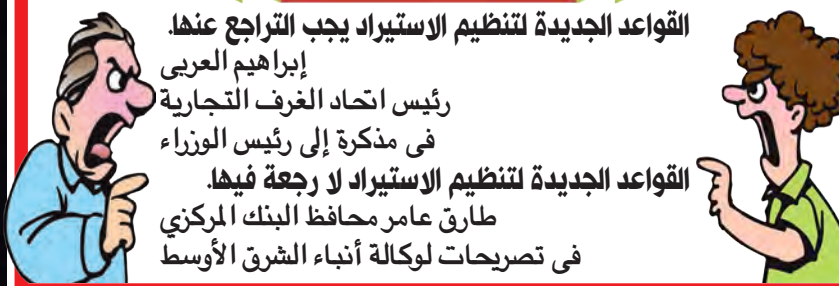 القواعد الجديدة لتنظيم الاستيراد يجب التراجع عنها.
إبراهيم العربى
رئيس اتحاد الغرف التجارية
فى مذكرة إلى رئيس الوزراء
القواعد الجديدة لتنظيم الاستيراد لا رجعة فيها.
طارق عامر محافظ البنك المركزي
فى تصريحات لوكالة أنباء الشرق الأوسط